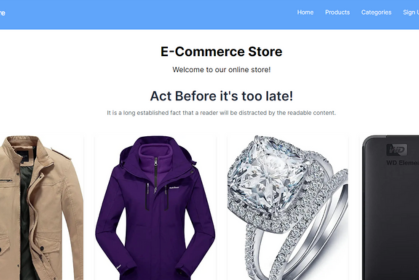 Home Products Categories Sign
E-Commerce Store
Welcome to our online store!
Act Before it's too late!
It is a long established fact that a reader will be distracted by the readable content.
WD